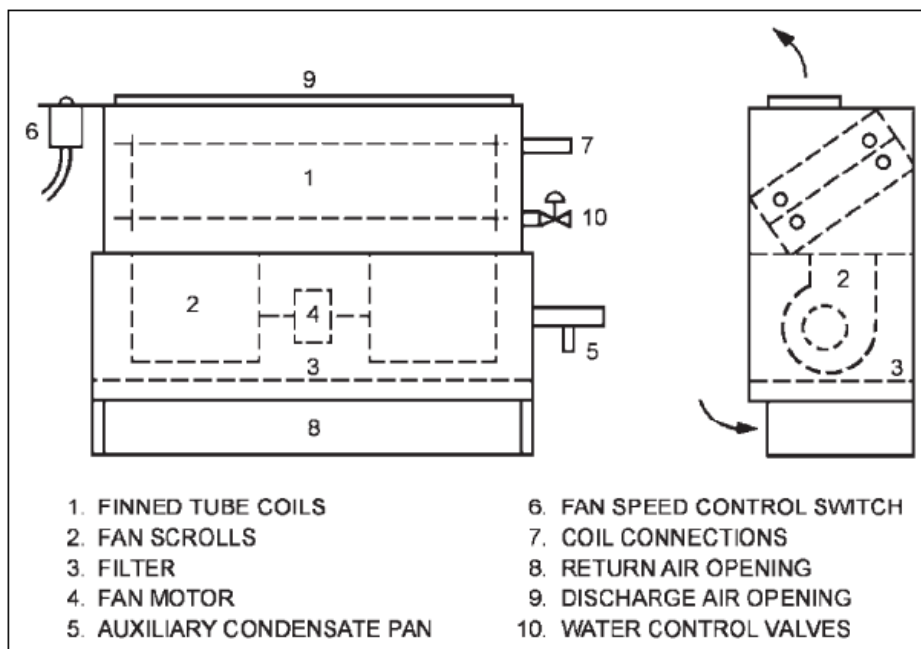 9
6
7
1
10
2
4
2
5
3
3
8
1. FINNED TUBE COILS
2. FAN SCROLLS
3. FILTER
4. FAN MOTOR
5. AUXILIARY CONDENSATE PAN
6. FAN SPEED CONTROL SWITCH
7. COIL CONNECTIONS
8. RETURN AIR OPENING
9. DISCHARGE AIR OPENING
10. WATER CONTROL VALVES